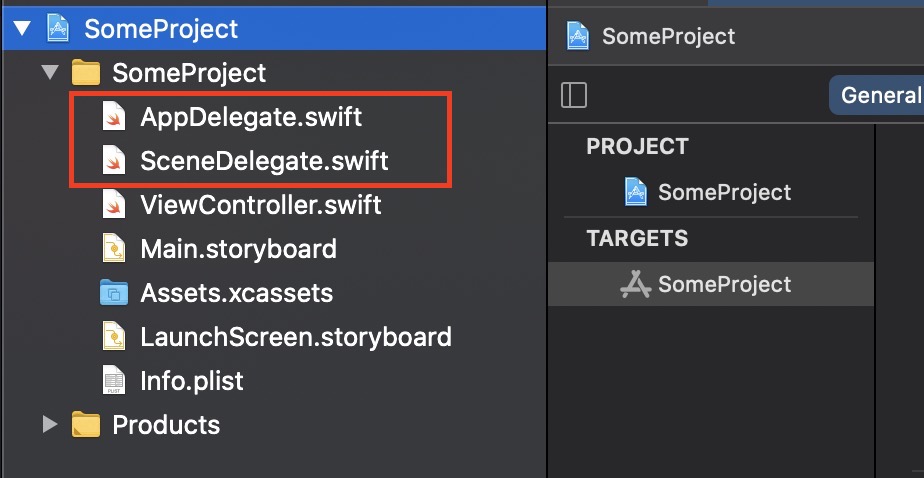 SomeProject
SomeProject
AppDelegate.swift
SceneDelegate.swift
ViewController.swift
Main.storyboard
Assets.xcassets
LaunchScreen.storyboard
Info.plist
Products
SomeProject
General
PROJECT
SomeProject
TARGETS
SomeProject